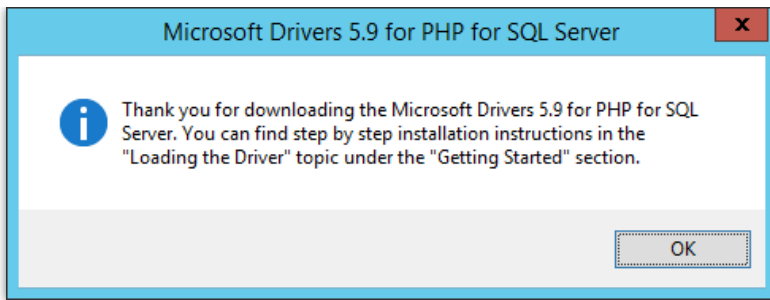 Microsoft Drivers 5.9 for PHP for SQL Server
x
Thank you for downloading the Microsoft Drivers 5.9 for PHP for SQL
Server. You can find step by step installation instructions in the
"Loading the Driver" topic under the "Getting Started" section.
OK